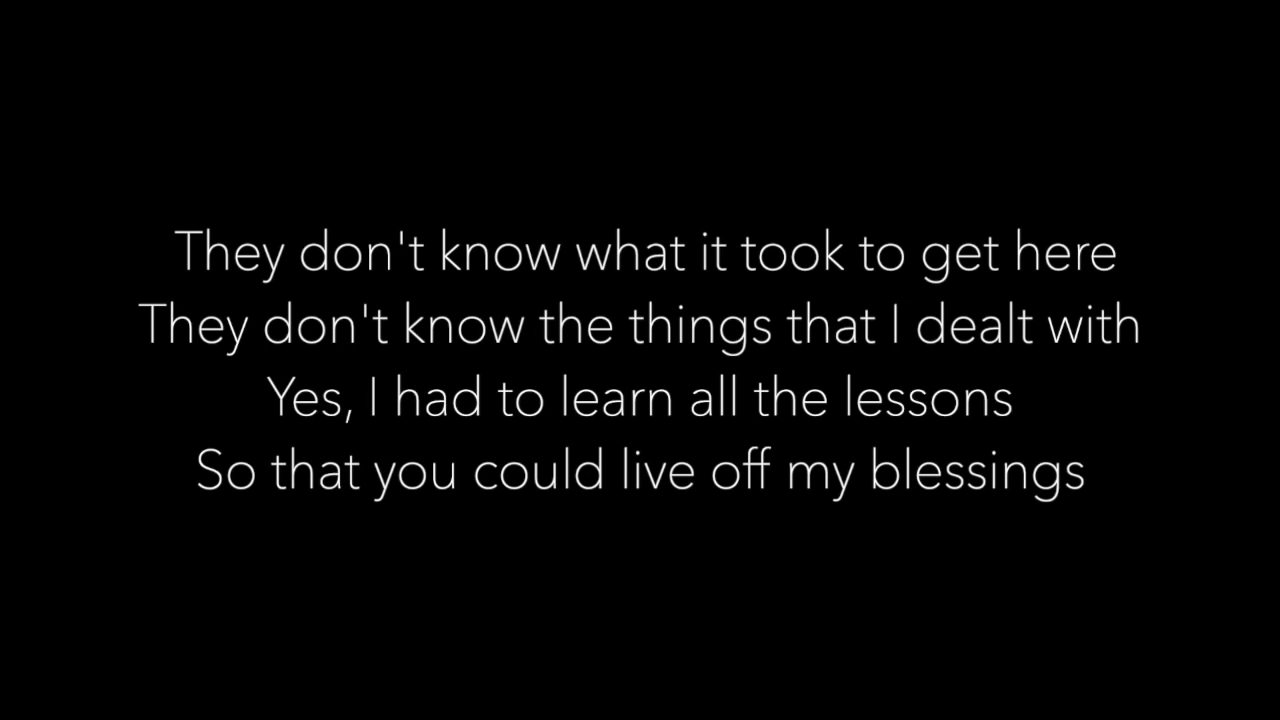 They don't know what it took to get here
They don't know the things that I dealt with
Yes, I had to learn all the lessons
So that you could live off my blessings